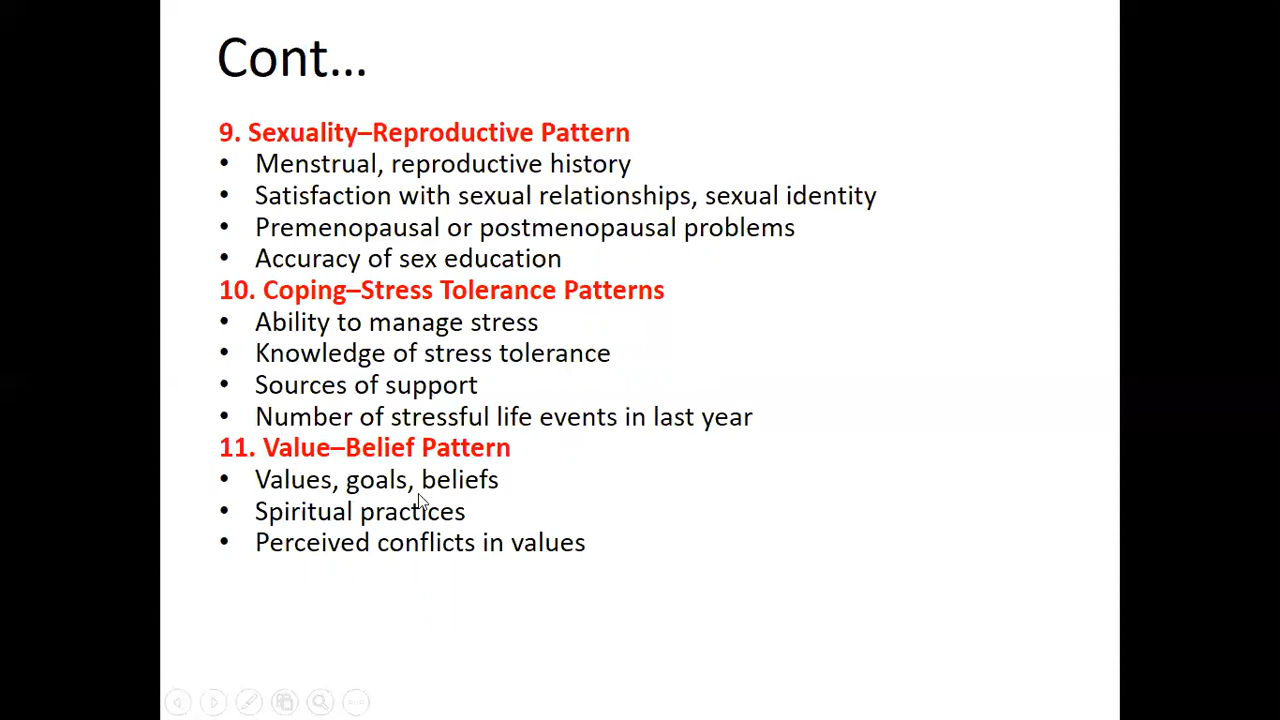 Cont...
9. Sexuality–Reproductive Pattern
• Menstrual, reproductive history
• Satisfaction with sexual relationships, sexual identity
• Premenopausal or postmenopausal problems
• Accuracy of sex education
10. Coping–Stress Tolerance Patterns
• Ability to manage stress
• Knowledge of stress tolerance
• Sources of support
• Number of stressful life events in last year
11. Value–Belief Pattern
• Values, goals, beliefs
• Spiritual practices
• Perceived conflicts in values